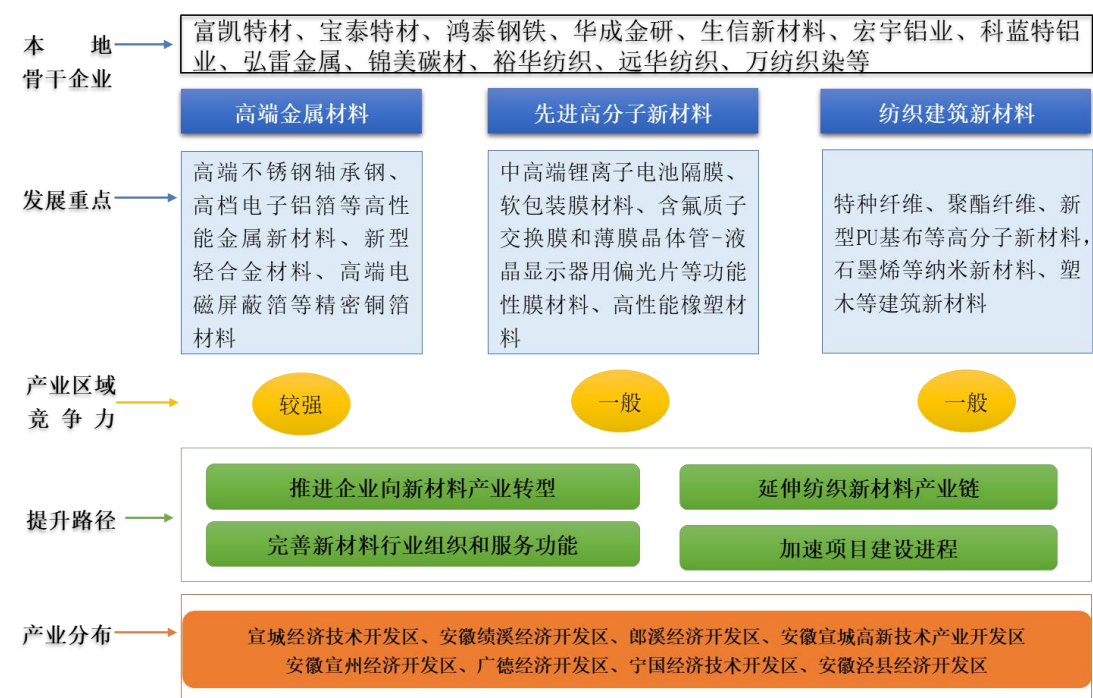 本 地
骨干企业
富凯特材、宝泰特材、鸿泰钢铁、华成金研、生信新材料、宏宇铝业、科蓝特铝
业、弘雷金属、锦美碳材、裕华纺织、远华纺织、万纺织染等
高端金属材料
先进高分子新材料
纺织建筑新材料
发展重点
高端不锈钢轴承钢、
高档电子铝箔等高性
能金属新材料、新型
轻合金材料、高端电
磁屏蔽箔等精密铜箔
材料
中高端锂离子电池隔膜、
软包装膜材料、含氟质子
交换膜和薄膜晶体管-液
晶显示器用偏光片等功能
性膜材料、高性能橡塑材
料
特种纤维、聚酯纤维、新
型PU基布等高分子新材料,
石墨烯等纳米新材料、塑
木等建筑新材料
产业区域
竞 争 力
较强
一般
一般
提升路径
推进企业向新材料产业转型
延伸纺织新材料产业链
完善新材料行业组织和服务功能
加速项目建设进程
产业分布
宣城经济技术开发区、安徽绩溪经济开发区、郎溪经济开发区、安徽宣城高新技术产业开发区
安徽宣州经济开发区、广德经济开发区、宁国经济技术开发区、安徽泾县经济开发区